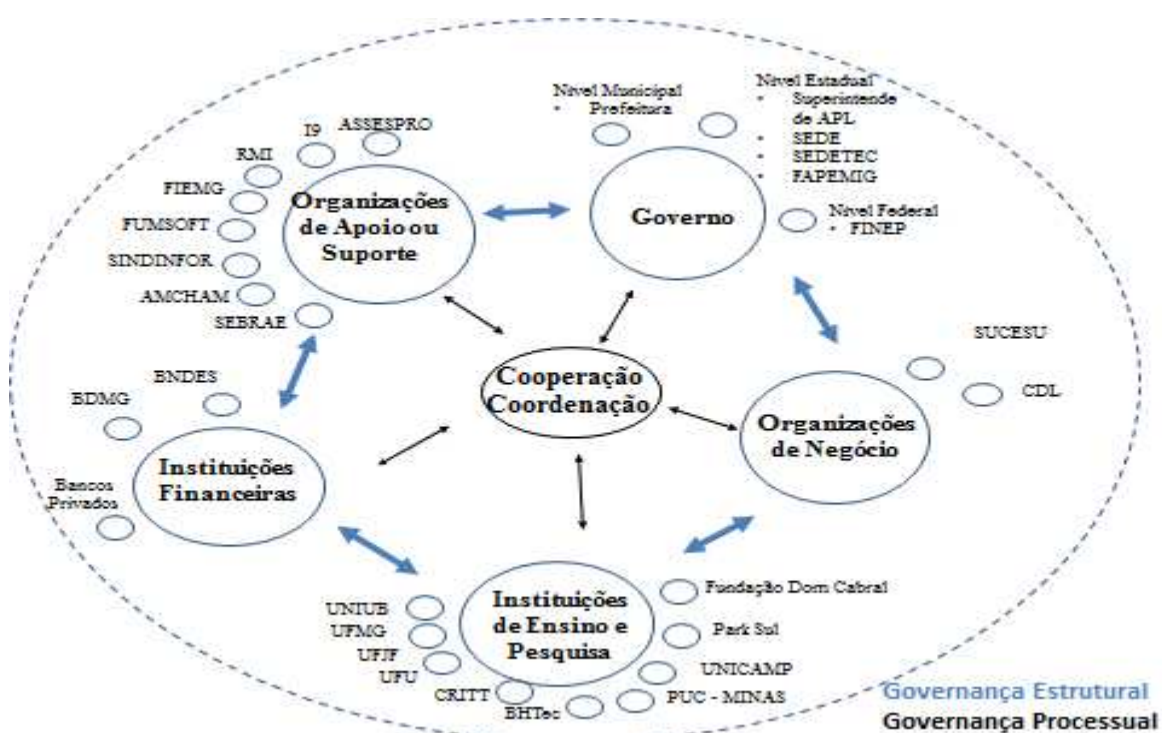 Nivel Municipal
• Prefeitura
Nivel Estadual
• Superintende
de APL
• SEDE
• SEDETEC
• FAPEMIG
Nivel Federal
• FINEP
Governo
I9
ASSESPRO
RMI
FIEMG
FUMSOFT
SINDINFOR
AMCHAM
SEBRAE
Organizações
de Apoio ou
Suporte
Cooperação
Coordenação
SUCESU
CDL
Organizações
de Negócio
BNDES
BDMG
Bancos
Privados
Instituições
Financeiras
Instituições
de Ensino e
Pesquisa
UNIUB
UFMG
UFJF
UFU
CRITT
BHTec
Fundação Dom Cabral
Park Sul
UNICAMP
PUC - MINAS
Governança Estrutural
Governança Processual